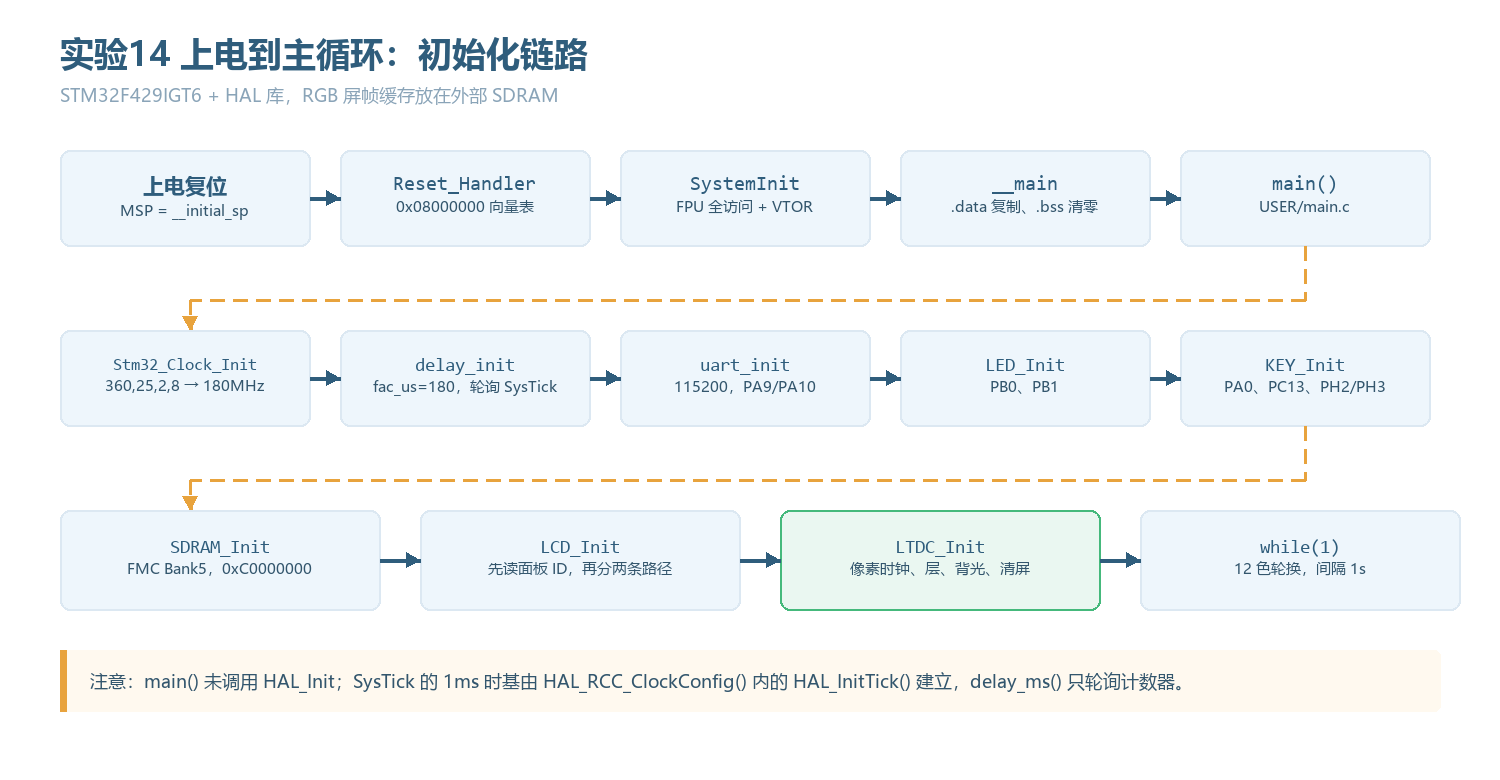 实验14 上电到主循环：初始化链路
STM32F429IGT6 + HAL 库，RGB 屏帧缓存放在外部 SDRAM
上电复位
MSP = __initial_sp
Reset_Handler
0x08000000 向量表
SystemInit
FPU 全访问 + VTOR
__main
.data 复制、.bss 清零
main()
USER/main.c
Stm32_Clock_Init
360,25,2,8 → 180MHz
delay_init
fac_us=180，轮询 SysTick
uart_init
115200，PA9/PA10
LED_Init
PB0、PB1
KEY_Init
PA0、PC13、PH2/PH3
SDRAM_Init
FMC Bank5，0xC0000000
LCD_Init
先读面板 ID，再分两条路径
LTDC_Init
像素时钟、层、背光、清屏
while(1)
12 色轮换，间隔 1s
注意：main() 未调用 HAL_Init；SysTick 的 1ms 时基由 HAL_RCC_ClockConfig() 内的 HAL_InitTick() 建立，delay_ms() 只轮询计数器。